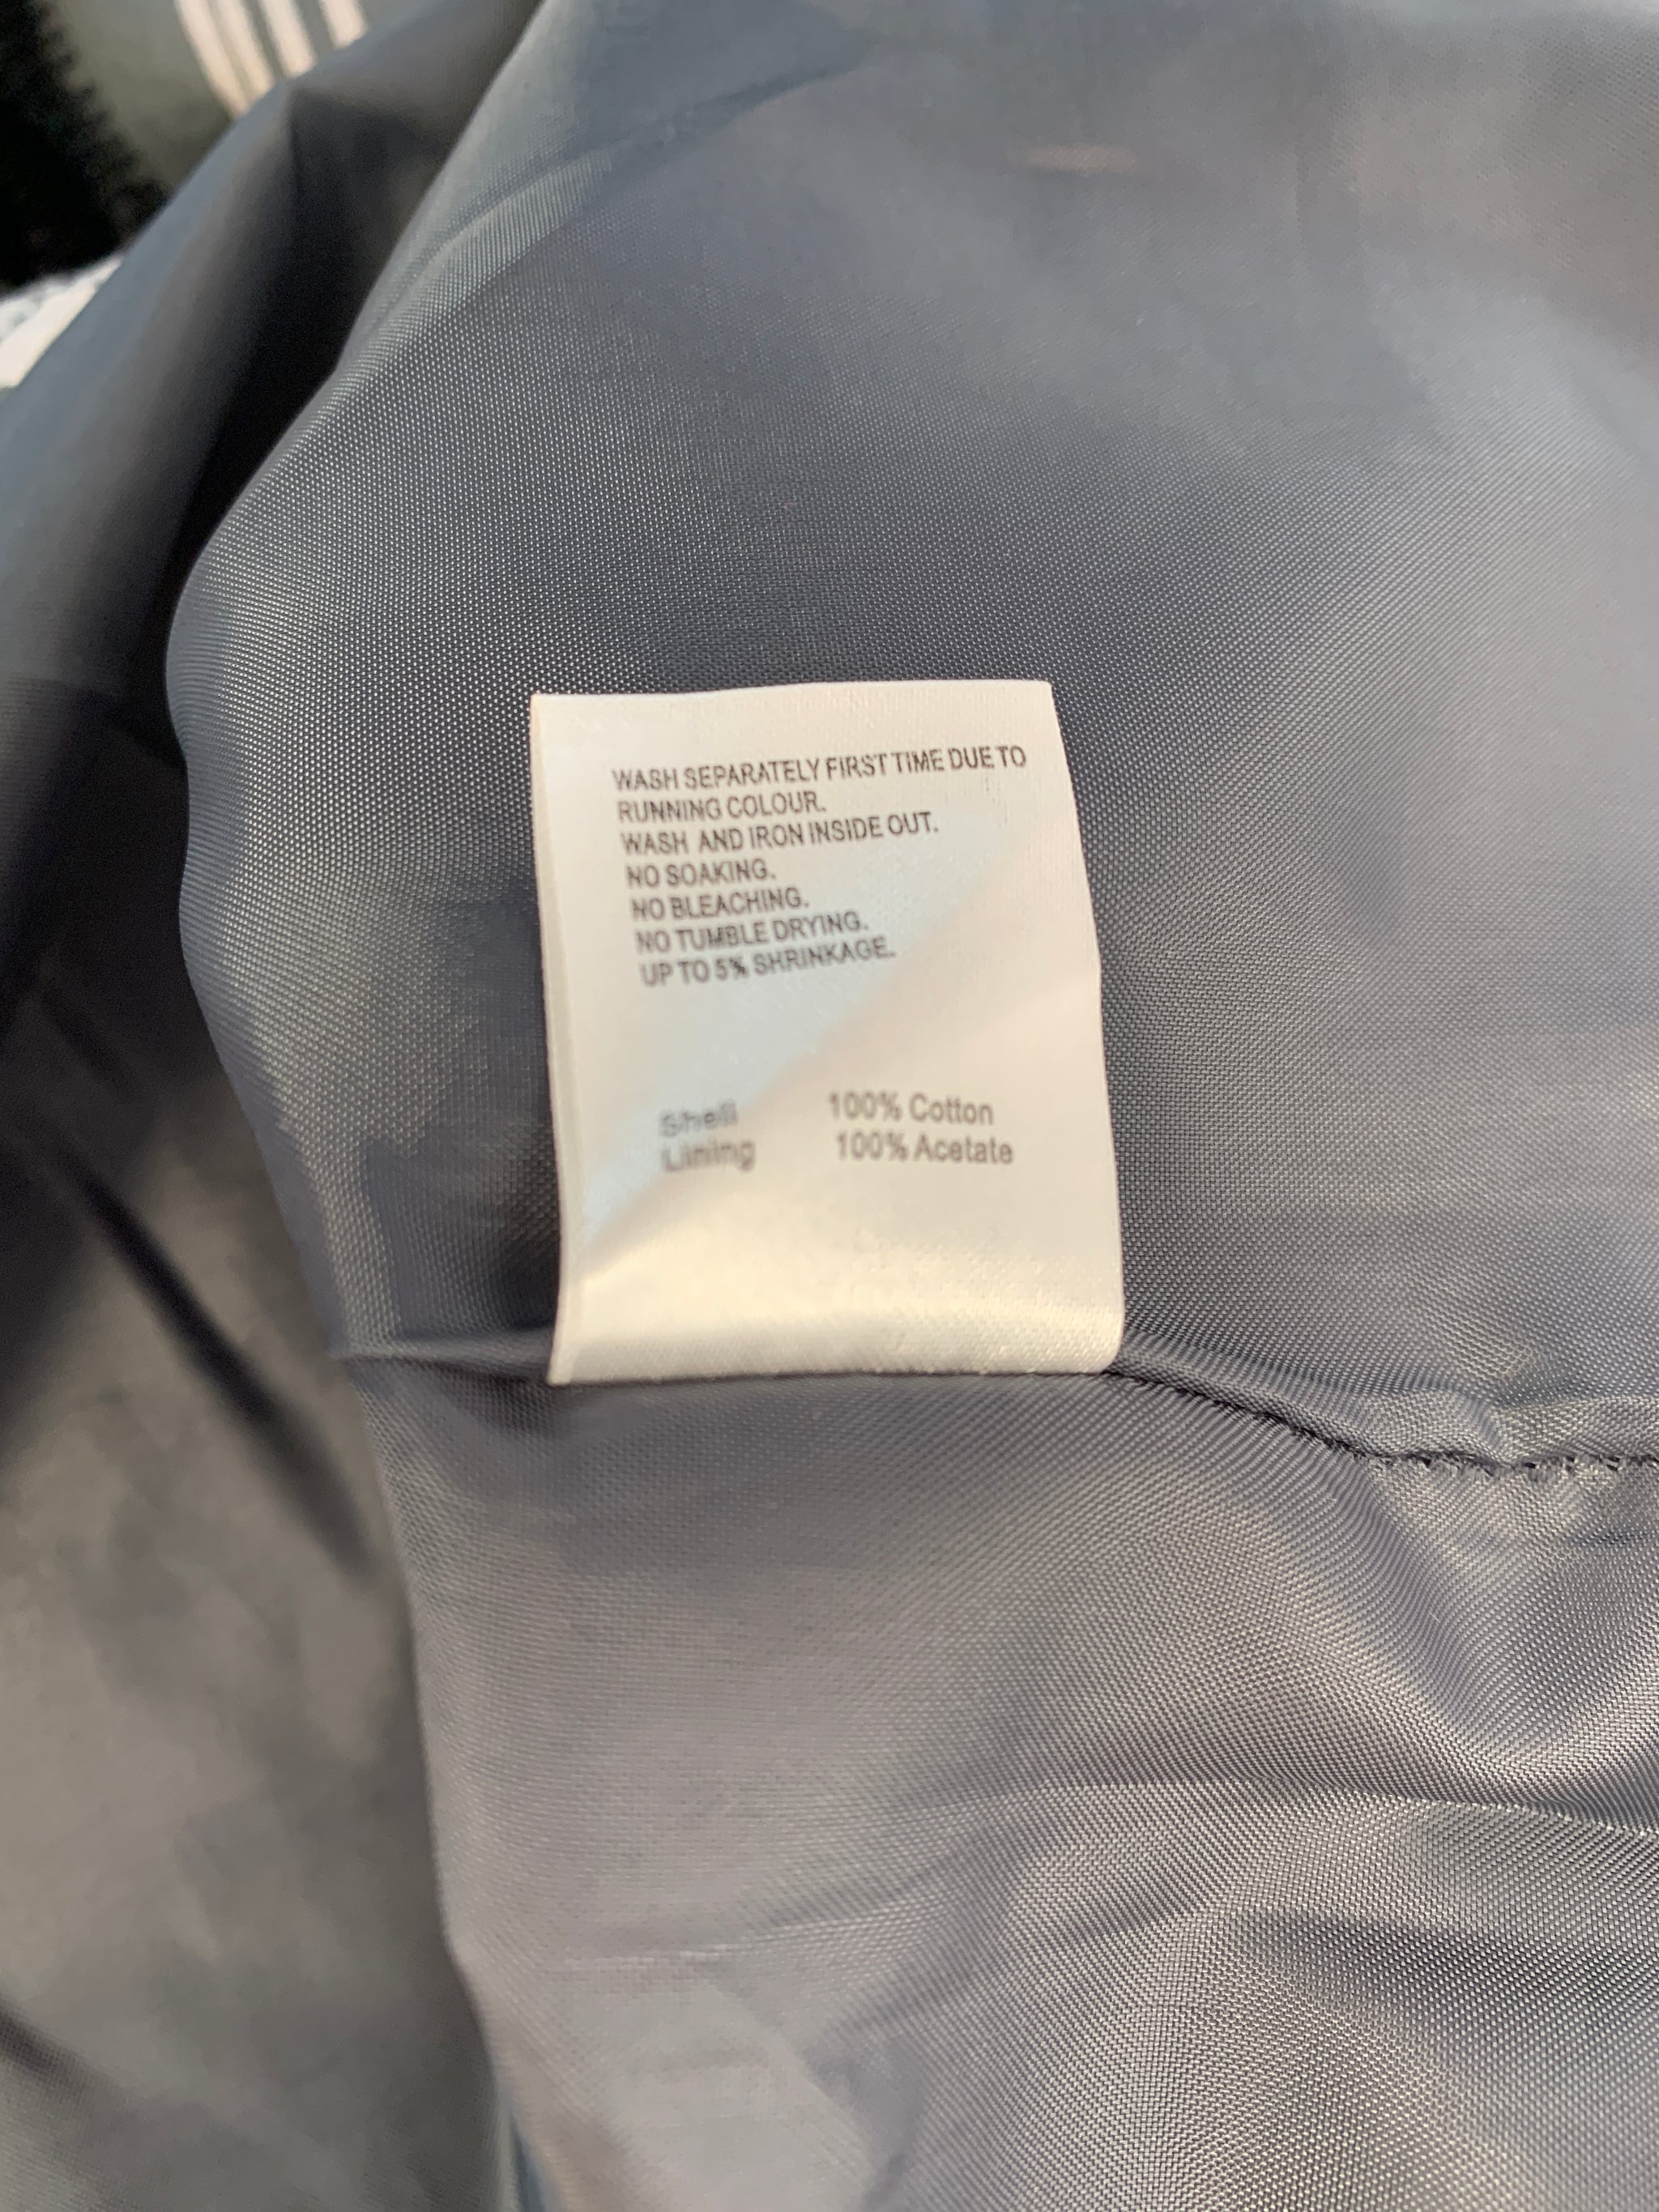 WASH SEPARATELY FIRST TIME DUE TO
RUNNING COLOUR.
WASH AND IRON INSIDE OUT.
NO SOAKING.
NO BLEACHING.
NO TUMBLE DRYING.
UP TO 5% SHRINKAGE.
Shell 100% Cotton
Lining 100% Acetate